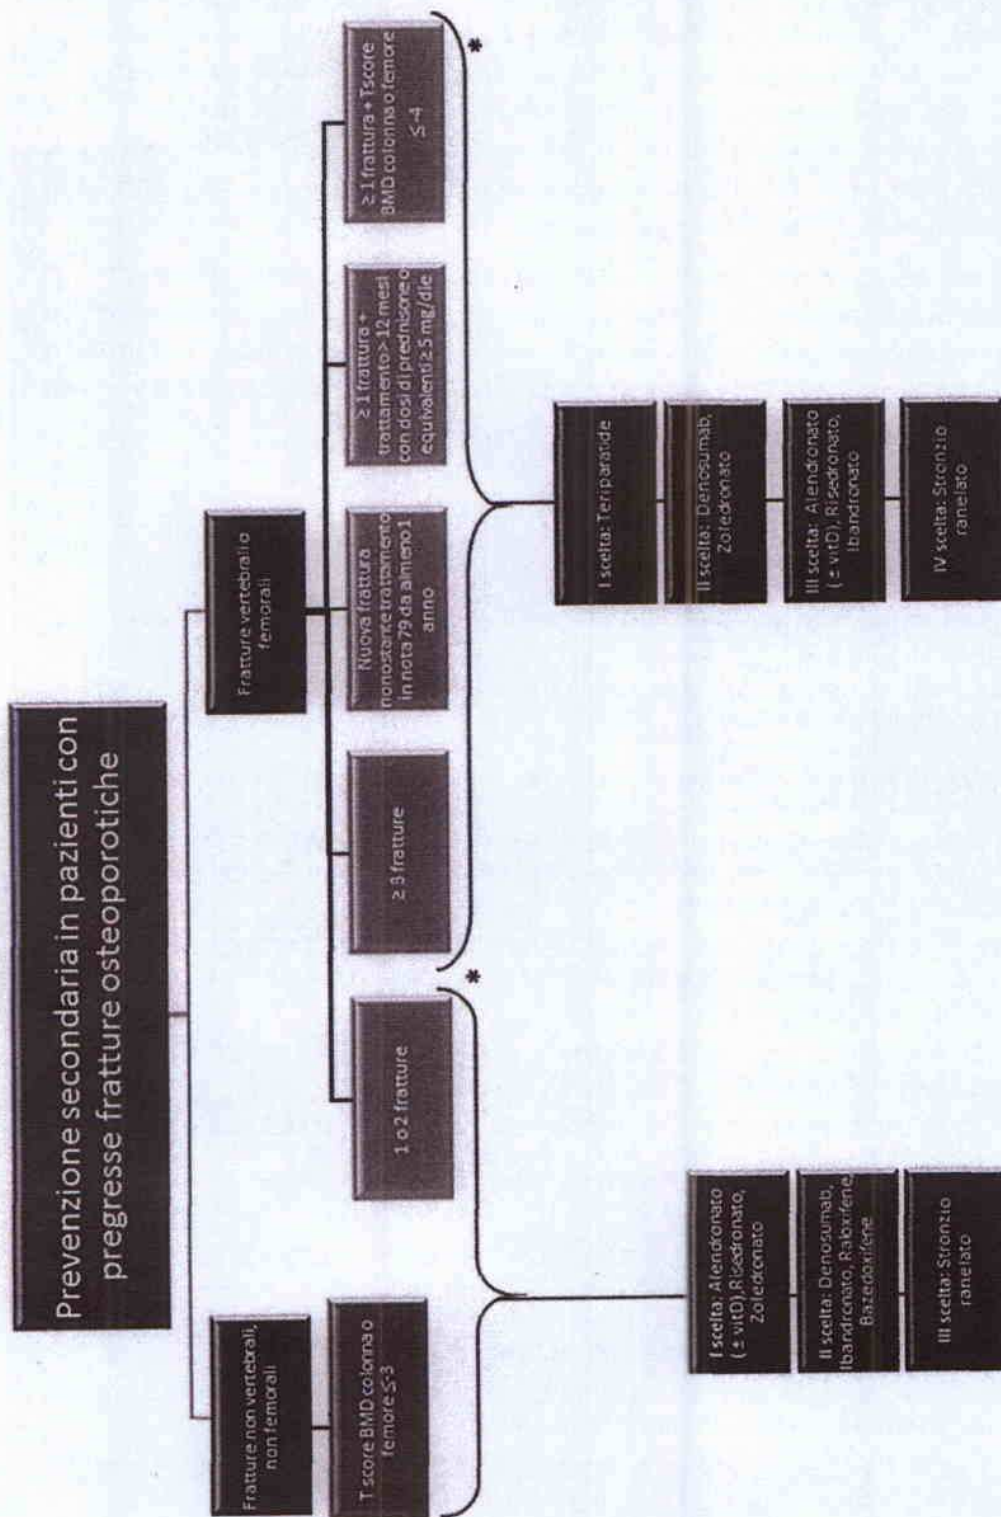 Prevenzione secondaria in pazienti con
pregresse fratture osteoporotiche
Fratture non vertebrali,
non femorali
Fratture vertebrali o
femorali
T score BMD colonna o
femore ≤-3
1 o 2 fratture
≥ 3 fratture
Nuova frattura
nonostante trattamento
in nota 79 da almeno 1
anno
≥ 1 frattura +
trattamento > 12 mesi
con dosi di prednisone o
equivalenti ≥ 5 mg/die
≥ 1 frattura + T score
BMD colonna o femore
≤ -4
*
*
I scelta: Alendronato
(± vitD), Risedronato,
Zoledronato
II scelta: Denosumab,
Ibandronato, Raloxifene,
Bazedoxifene
III scelta: Stronzio
ranelato
I scelta: Teriparatide
II scelta: Denosumab,
Zoledronato
III scelta: Alendronato
(± vitD), Risedronato,
Ibandronato
IV scelta: Stronzio
ranelato